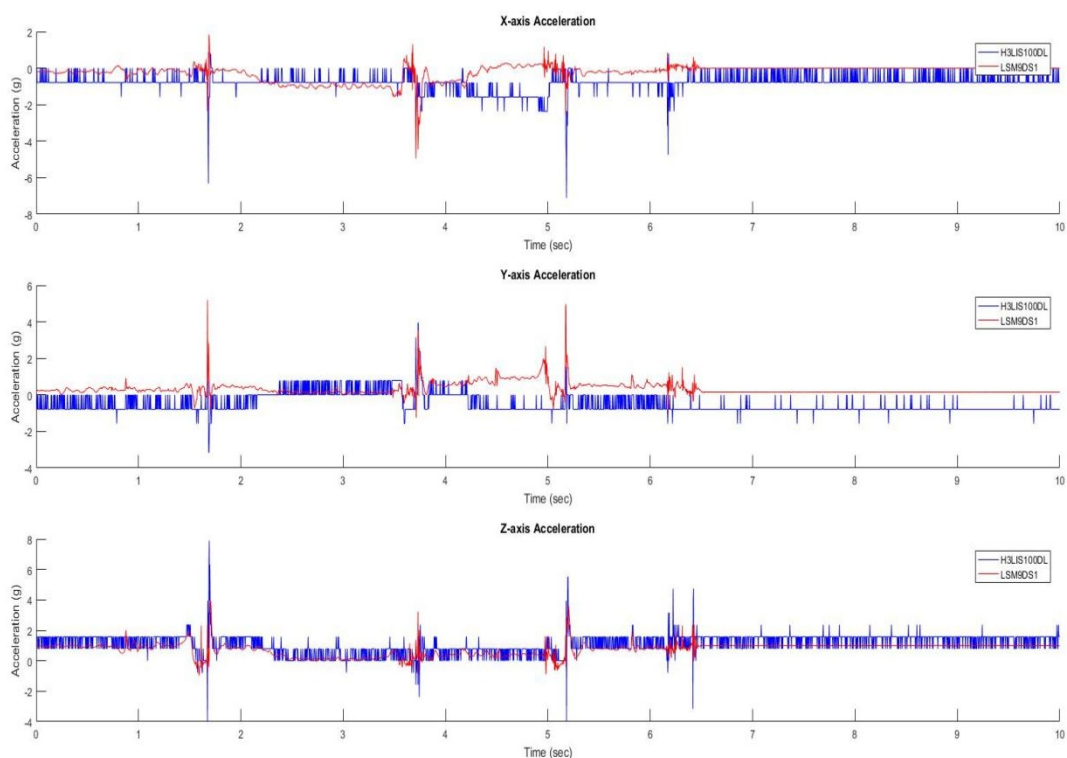 X-axis Acceleration
2
0
-2
-4
-6
-8
Acceleration (g)
H3LIS100DL
LSM9DS1
0 1 2 3 4 5 6 7 8 9 10
Time (sec)
Y-axis Acceleration
6
4
2
0
-2
-4
Acceleration (g)
H3LIS100DL
LSM9DS1
0 1 2 3 4 5 6 7 8 9 10
Time (sec)
Z-axis Acceleration
8
6
4
2
0
-2
-4
Acceleration (g)
H3LIS100DL
LSM9DS1
0 1 2 3 4 5 6 7 8 9 10
Time (sec)